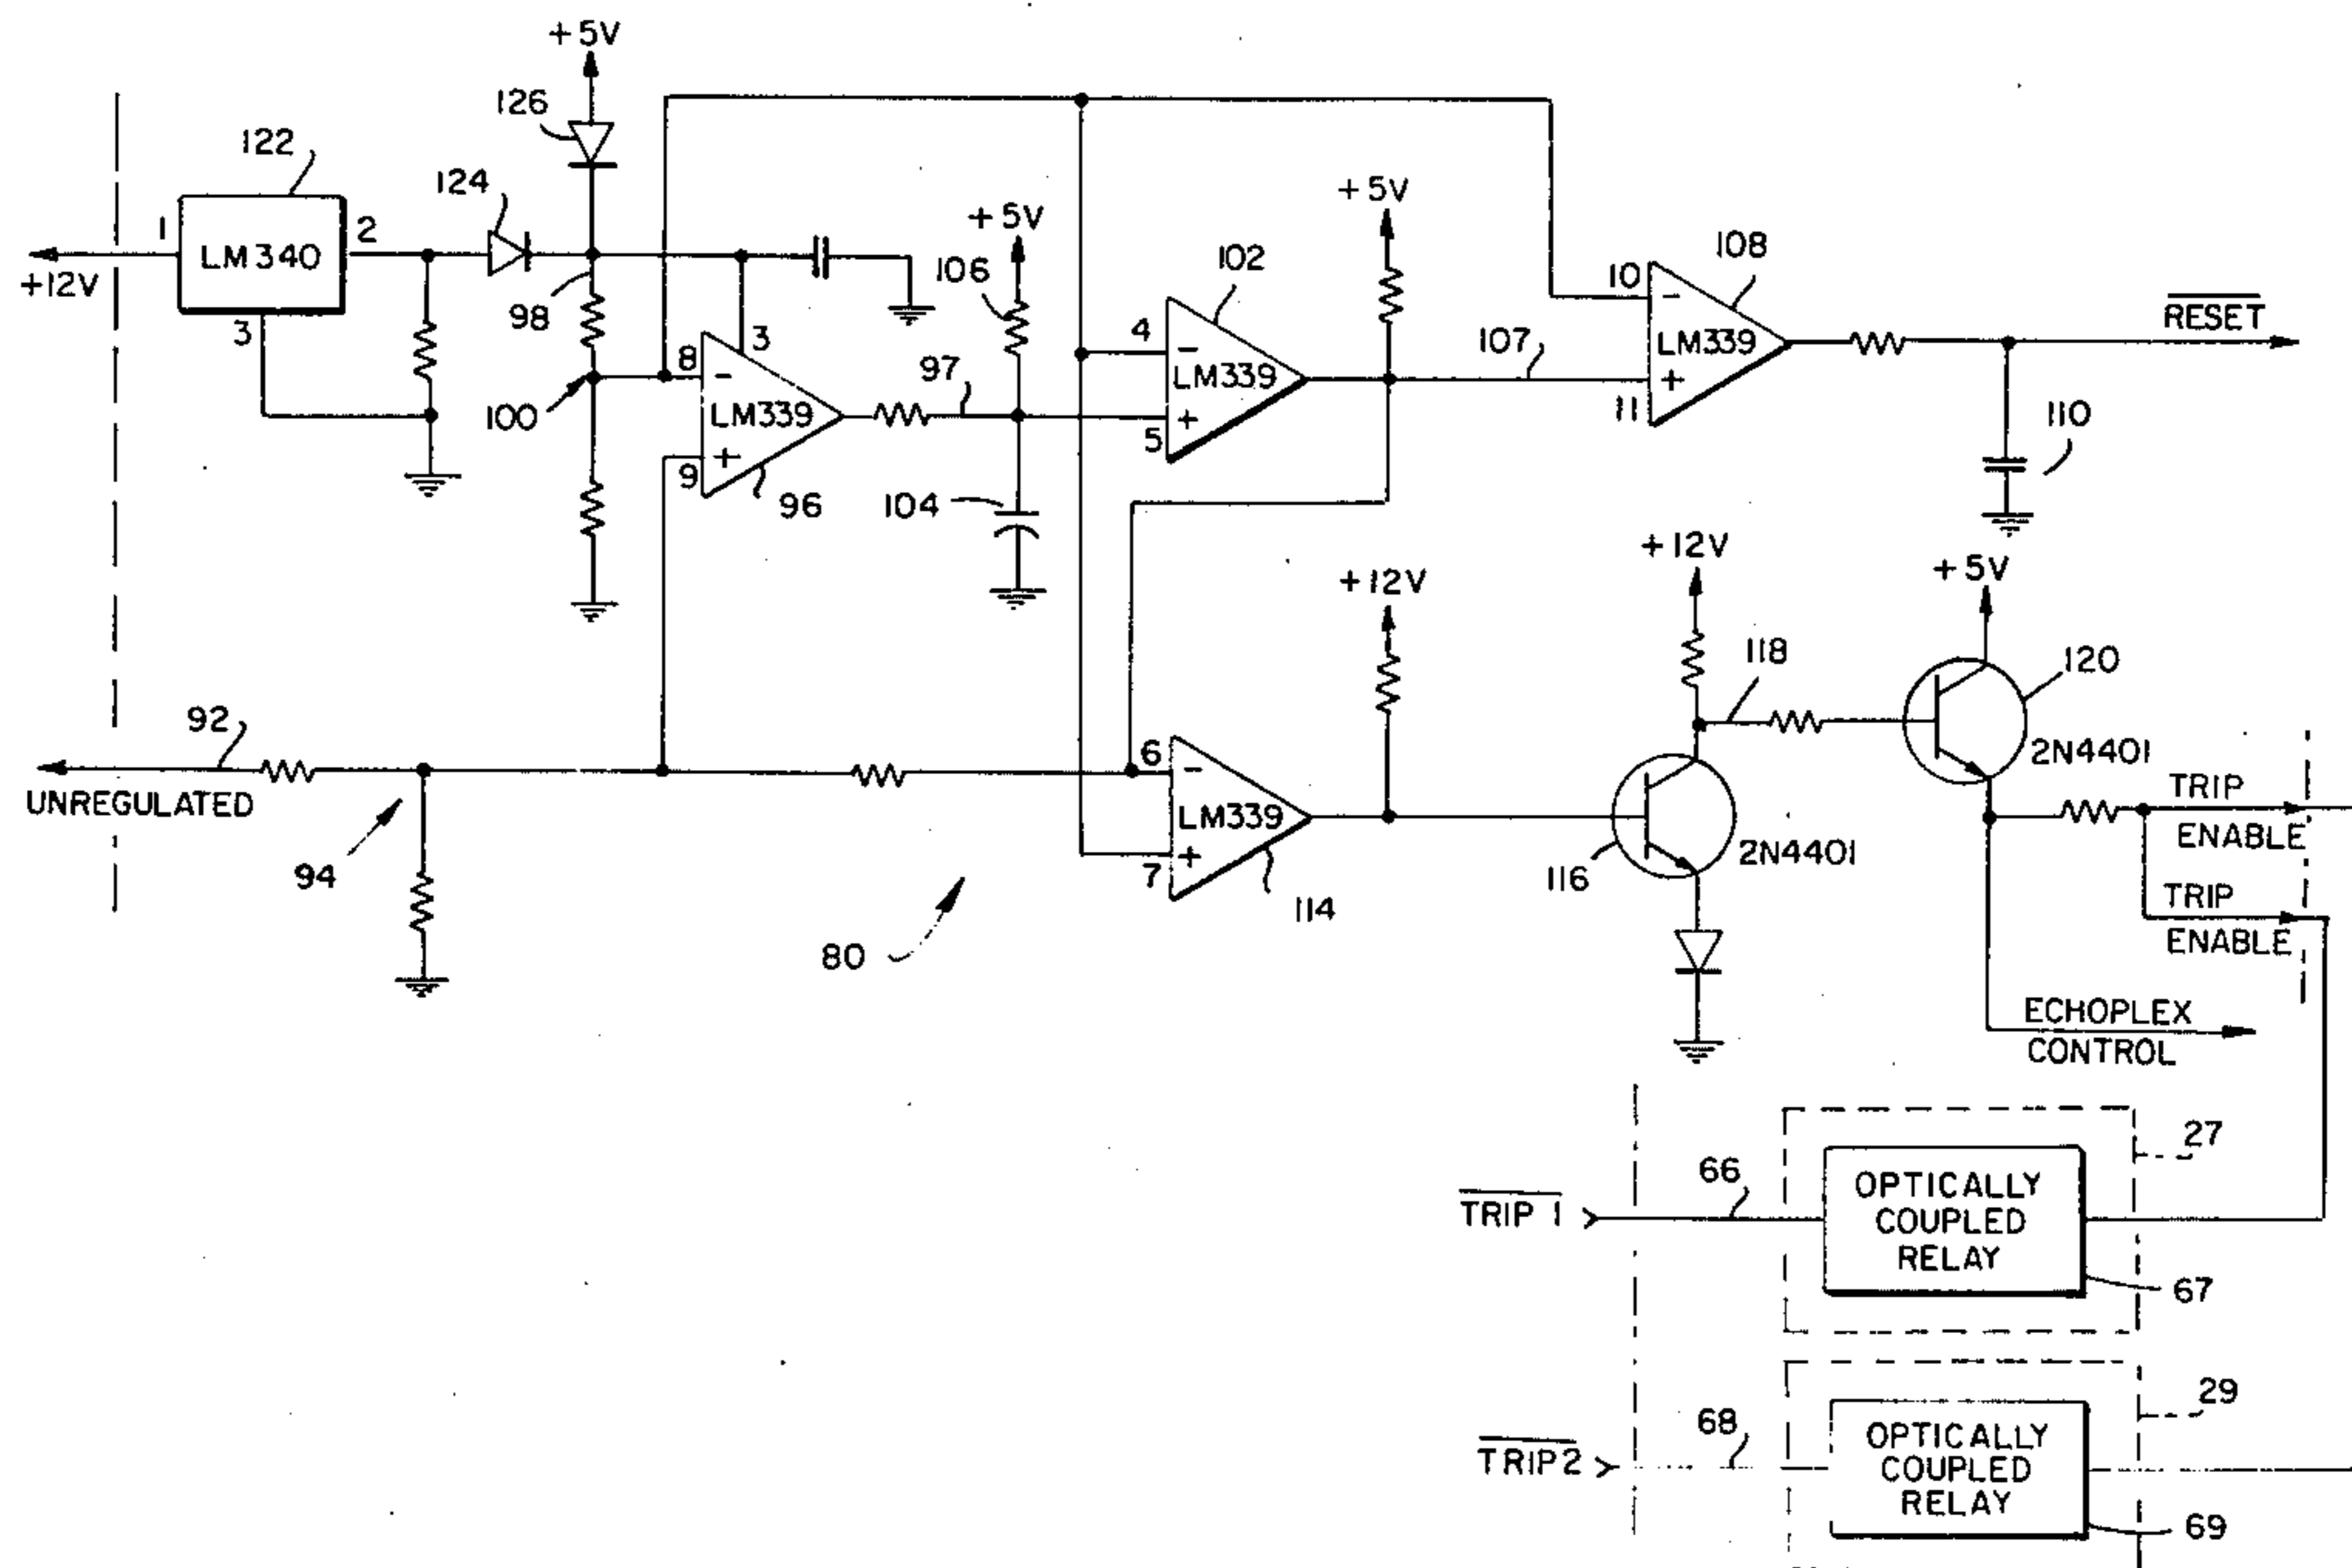 +5V
126
122
124
+5V
+5V
102
108
1
LM340
2
+12V
3
98
106
10
−
LM339
+
11
RESET
107
110
8
−
3
LM339
+
9
96
100
97
4
−
LM339
+
5
104
+12V
+12V
+5V
118
120
2N4401
92
UNREGULATED
94
6
−
LM339
+
7
114
116
2N4401
80
TRIP
ENABLE
TRIP
ENABLE
ECHOPLEX
CONTROL
27
66
TRIP 1
OPTICALLY
COUPLED
RELAY
67
29
68
TRIP2
OPTICALLY
COUPLED
RELAY
69